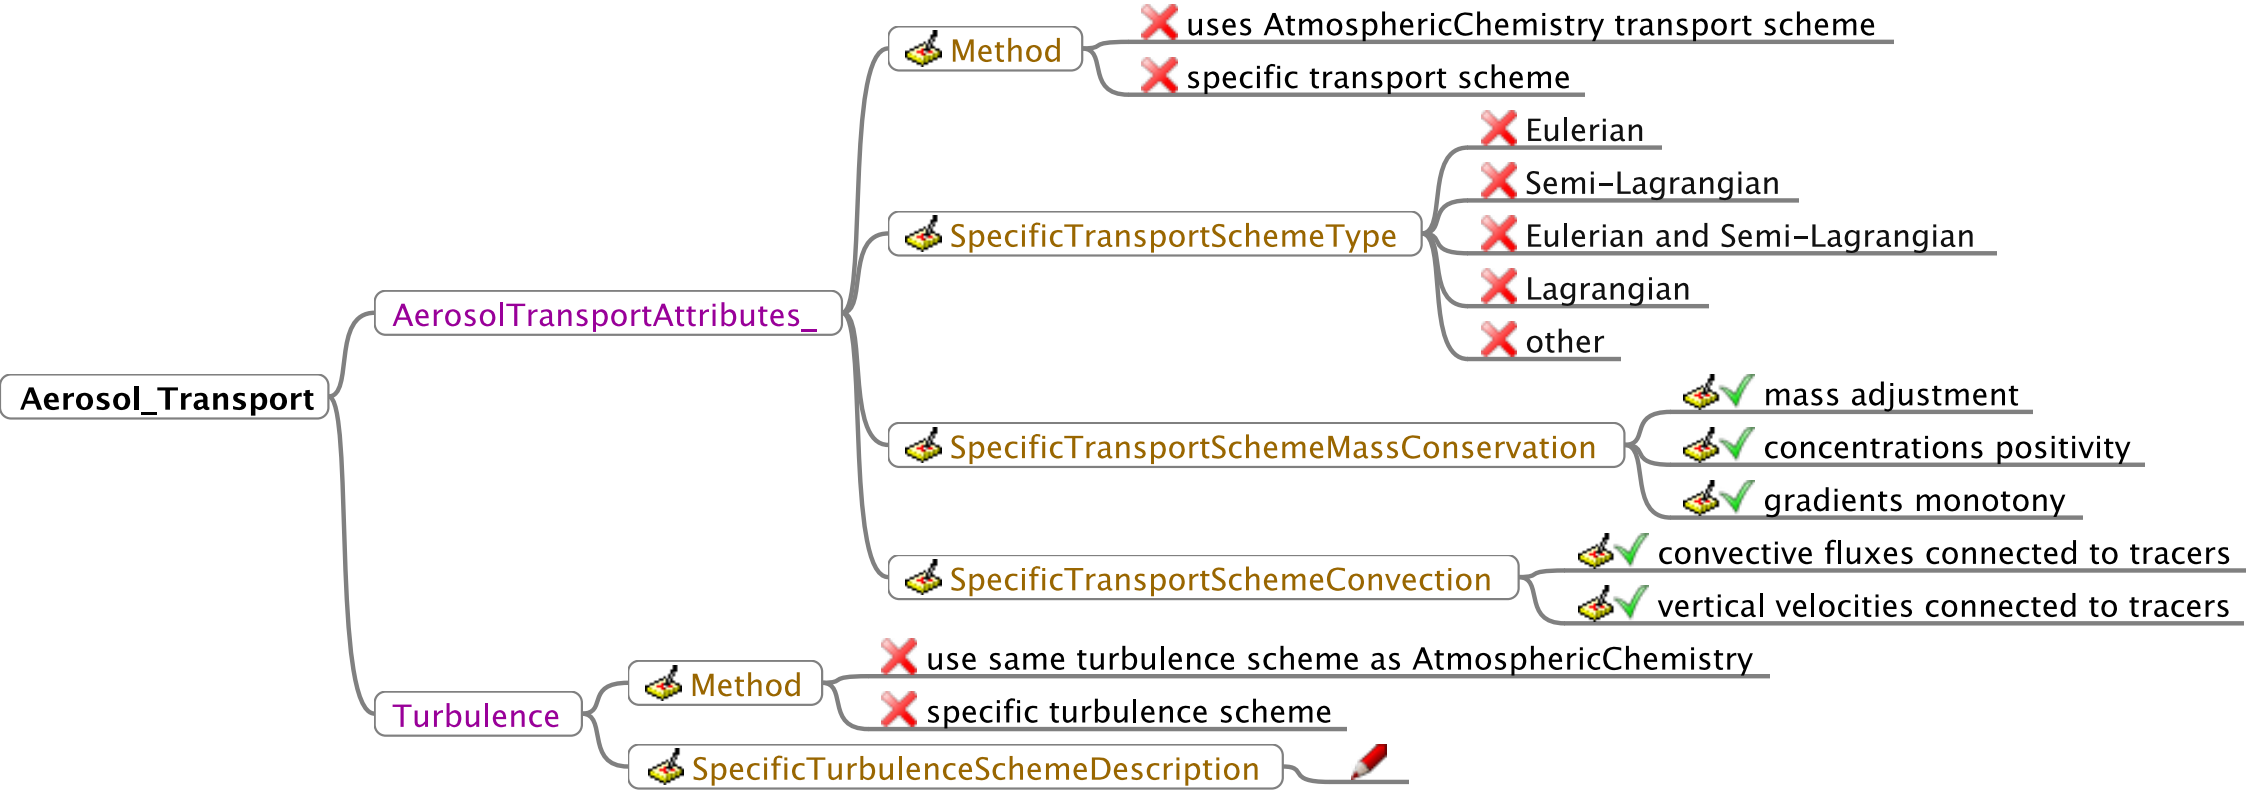 Aerosol_Transport
AerosolTransportAttributes_
Method
uses AtmosphericChemistry transport scheme
specific transport scheme
SpecificTransportSchemeType
Eulerian
Semi-Lagrangian
Eulerian and Semi-Lagrangian
Lagrangian
other
SpecificTransportSchemeMassConservation
mass adjustment
concentrations positivity
gradients monotony
SpecificTransportSchemeConvection
convective fluxes connected to tracers
vertical velocities connected to tracers
Turbulence
Method
use same turbulence scheme as AtmosphericChemistry
specific turbulence scheme
SpecificTurbulenceSchemeDescription